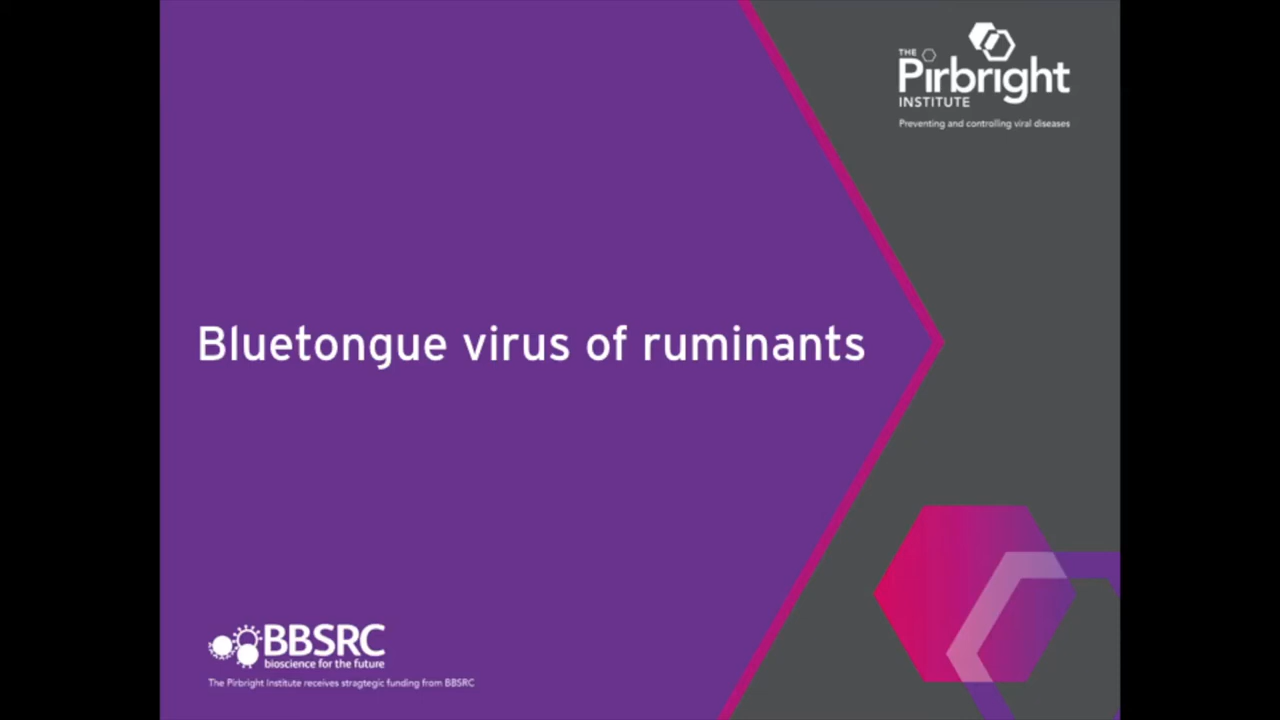 THE
Pirbright
INSTITUTE
Preventing and controlling viral diseases
Bluetongue virus of ruminants
BBSRC
bioscience for the future
The Pirbright Institute receives stragtegic funding from BBSRC